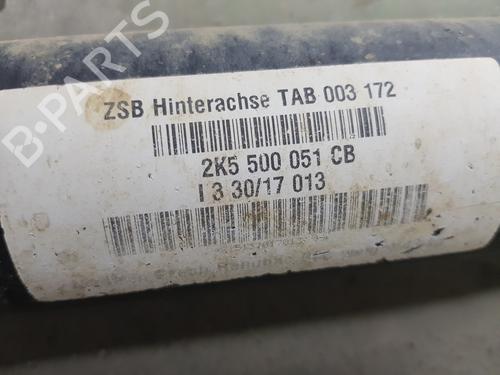 B-PARTS
ZSB Hinterachse TAB 003 172
2K5 500 051 CB
I 3 30/17 013